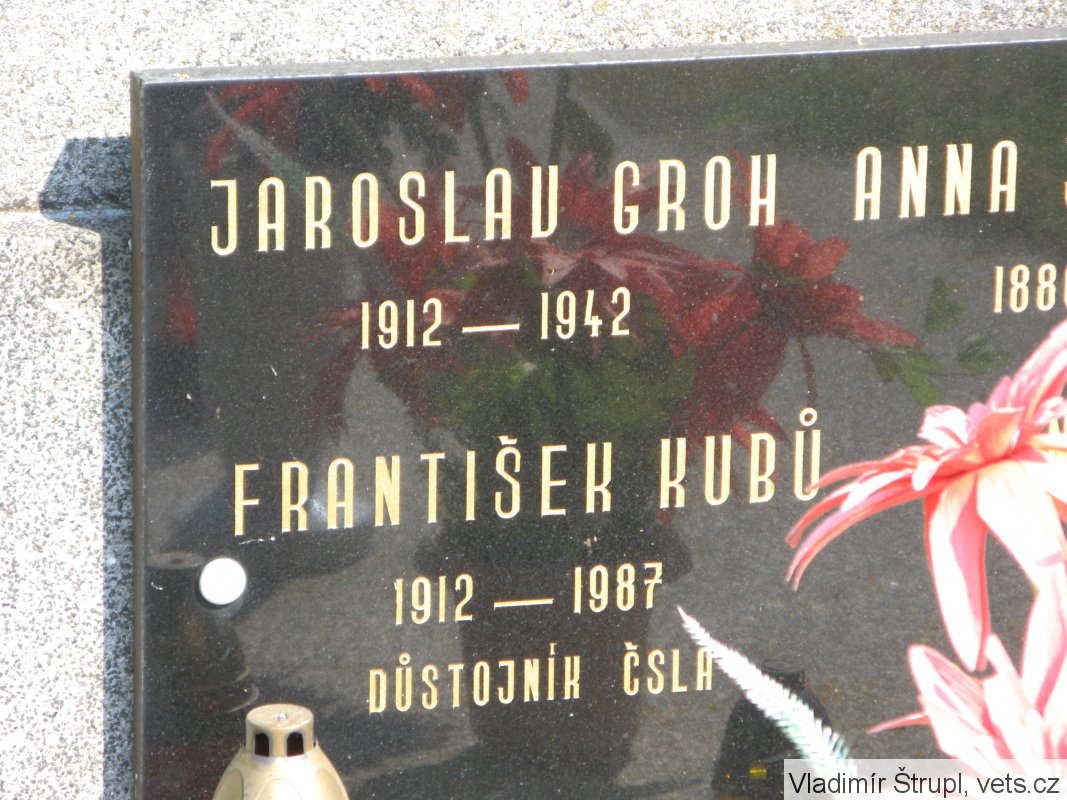 JAROSLAV GROH ANNA
1912 — 1942
FRANTIŠEK KUBŮ
1912 — 1987
DŮSTOJNÍK ČSLA
Vladimír Štrupl, vets.cz